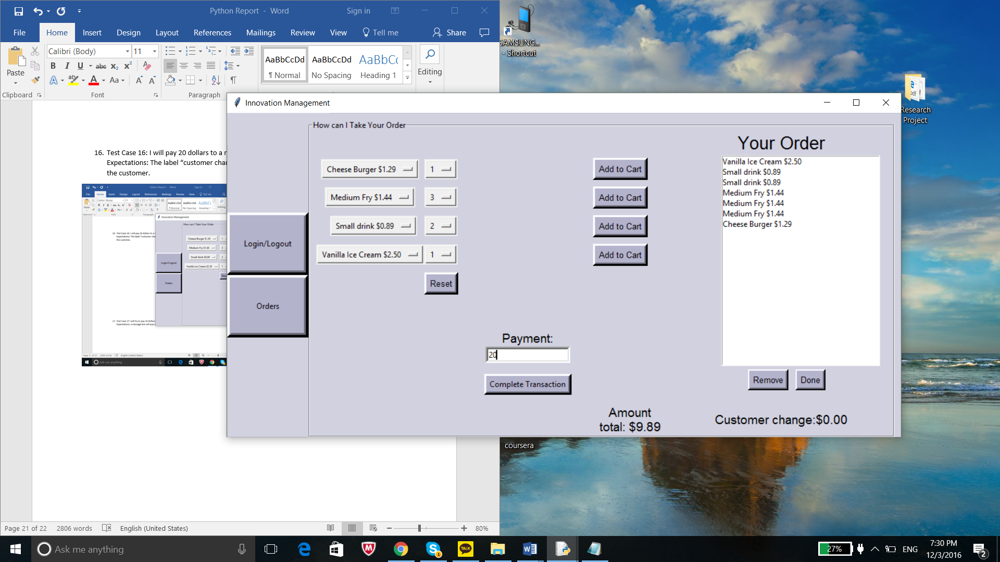 Python Report - Word
Sign in
File
Home
Insert
Design
Layout
References
Mailings
Review
View
Tell me
Share
Paste
Clipboard
Calibri (Body)
11
B I U abc x₂ x²
Aa
Font
Paragraph
AaBbCcDd
¶ Normal
AaBbCcDd
No Spacing
AaBbCc
Heading 1
Editing
16. Test Case 16: I will pay 20 dollars to a
Expectations: The label “customer
the customer.
Innovation Management
How can I Take Your Order
Login/Logout
Orders
Cheese Burger $1.29
1
Add to Cart
Medium Fry $1.44
3
Add to Cart
Small drink $0.89
2
Add to Cart
Vanilla Ice Cream $2.50
1
Add to Cart
Reset
Payment:
20
Complete Transaction
Your Order
Vanilla Ice Cream $2.50
Small drink $0.89
Small drink $0.89
Medium Fry $1.44
Medium Fry $1.44
Medium Fry $1.44
Cheese Burger $1.29
Remove
Done
Amount
total: $9.89
Customer change:$0.00
SAMSUNG...
- Shortcut
Research
Project
coursera
Page 21 of 22
2806 words
English (United States)
80%
Ask me anything
TALK
1
27%
ENG
7:30 PM
12/3/2016
2